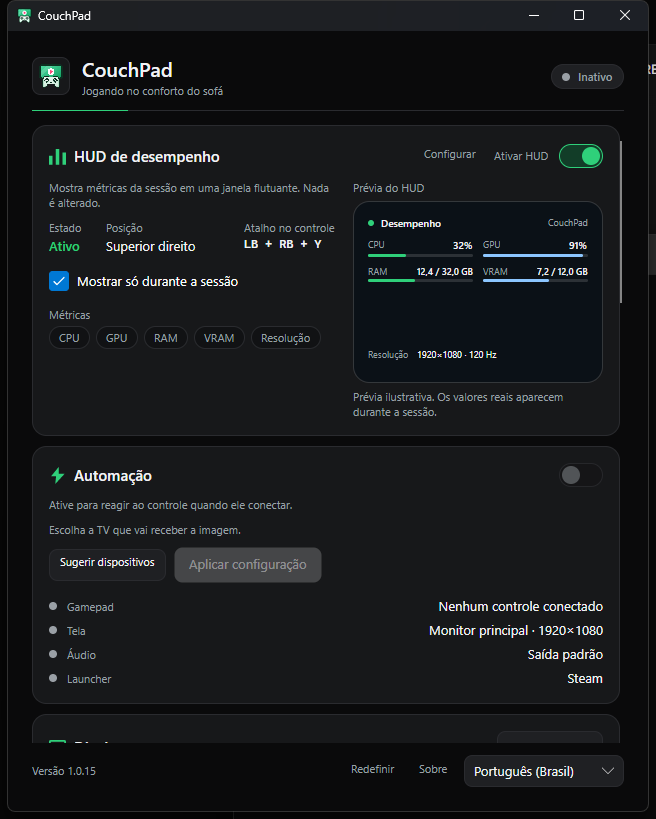 CouchPad
CouchPad
Jogando no conforto do sofá
Inativo
HUD de desempenho
Configurar
Ativar HUD
Mostra métricas da sessão em uma janela flutuante. Nada
é alterado.
Estado
Posição
Atalho no controle
Ativo
Superior direito
LB + RB + Y
Mostrar só durante a sessão
Métricas
CPU
GPU
RAM
VRAM
Resolução
Prévia do HUD
Desempenho
CouchPad
CPU
32%
GPU
91%
RAM
12,4 / 32,0 GB
VRAM
7,2 / 12,0 GB
Resolução
1920×1080 · 120 Hz
Prévia ilustrativa. Os valores reais aparecem
durante a sessão.
Automação
Ative para reagir ao controle quando ele conectar.
Escolha a TV que vai receber a imagem.
Sugerir dispositivos
Aplicar configuração
Gamepad
Nenhum controle conectado
Tela
Monitor principal · 1920×1080
Áudio
Saída padrão
Launcher
Steam
Versão 1.0.15
Redefinir
Sobre
Português (Brasil)